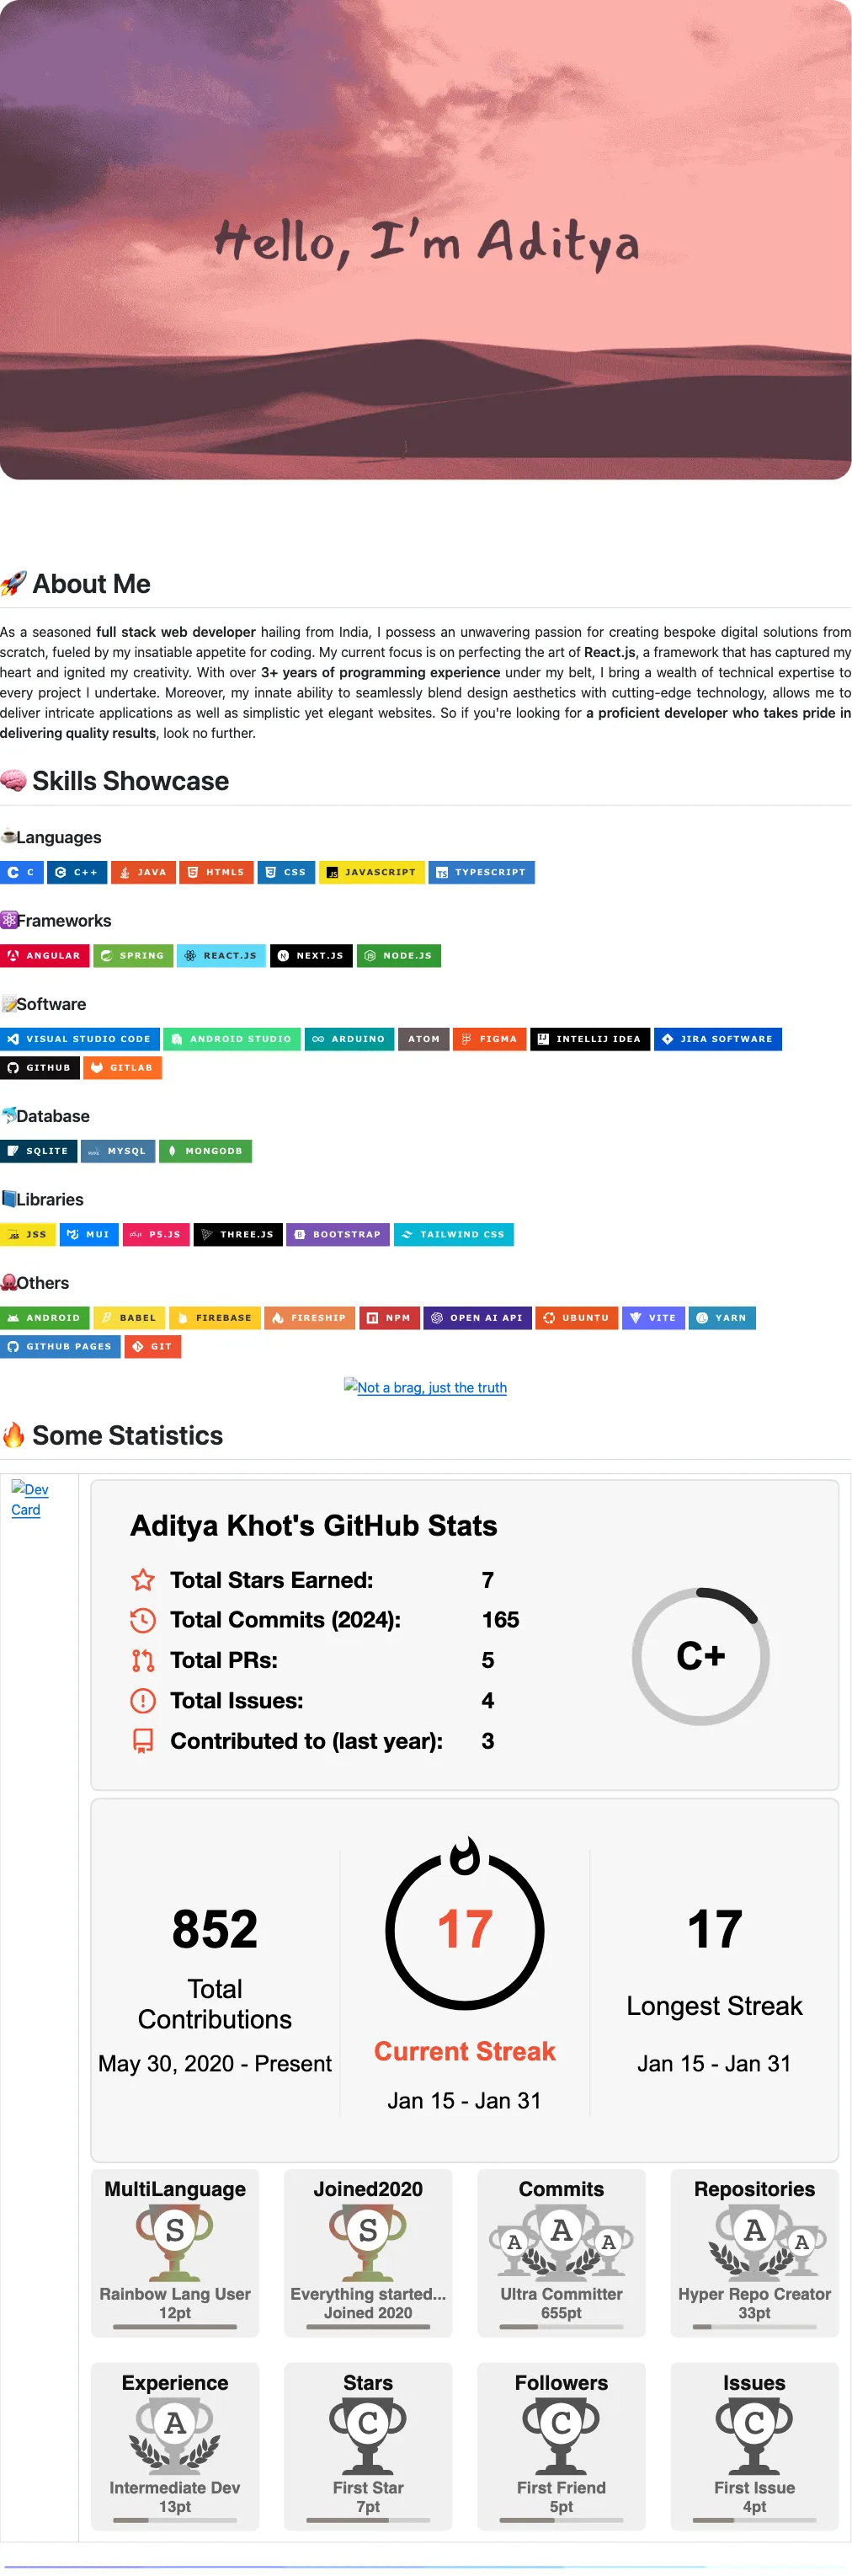 Hello, I'm Aditya
🚀 About Me
As a seasoned full stack web developer hailing from India, I possess an unwavering passion for creating bespoke digital solutions from
scratch, fueled by my insatiable appetite for coding. My current focus is on perfecting the art of React.js, a framework that has captured my
heart and ignited my creativity. With over 3+ years of programming experience under my belt, I bring a wealth of technical expertise to
every project I undertake. Moreover, my innate ability to seamlessly blend design aesthetics with cutting-edge technology, allows me to
deliver intricate applications as well as simplistic yet elegant websites. So if you're looking for a proficient developer who takes pride in
delivering quality results, look no further.
🧠 Skills Showcase
Languages
C C++ JAVA HTML5 CSS JAVASCRIPT TYPESCRIPT
Frameworks
ANGULAR SPRING REACT.JS NEXT.JS NODE.JS
Software
VISUAL STUDIO CODE ANDROID STUDIO ARDUINO ATOM FIGMA INTELLIJ IDEA JIRA SOFTWARE
GITHUB GITLAB
Database
SQLITE MYSQL MONGODB
Libraries
JSS MUI P5.JS THREE.JS BOOTSTRAP TAILWIND CSS
Others
ANDROID BABEL FIREBASE FIRESHIP NPM OPEN AI API UBUNTU VITE YARN
GITHUB PAGES GIT
Not a brag, just the truth
🔥 Some Statistics
Dev
Card
Aditya Khot's GitHub Stats
Total Stars Earned: 7
Total Commits (2024): 165
Total PRs: 5
Total Issues: 4
Contributed to (last year): 3
C+
852
Total
Contributions
May 30, 2020 - Present
17
Current Streak
Jan 15 - Jan 31
17
Longest Streak
Jan 15 - Jan 31
MultiLanguage
S
Rainbow Lang User
12pt
Joined2020
S
Everything started...
Joined 2020
Commits
A A A
Ultra Committer
655pt
Repositories
A A
Hyper Repo Creator
33pt
Experience
A
Intermediate Dev
13pt
Stars
C
First Star
7pt
Followers
C
First Friend
5pt
Issues
C
First Issue
4pt